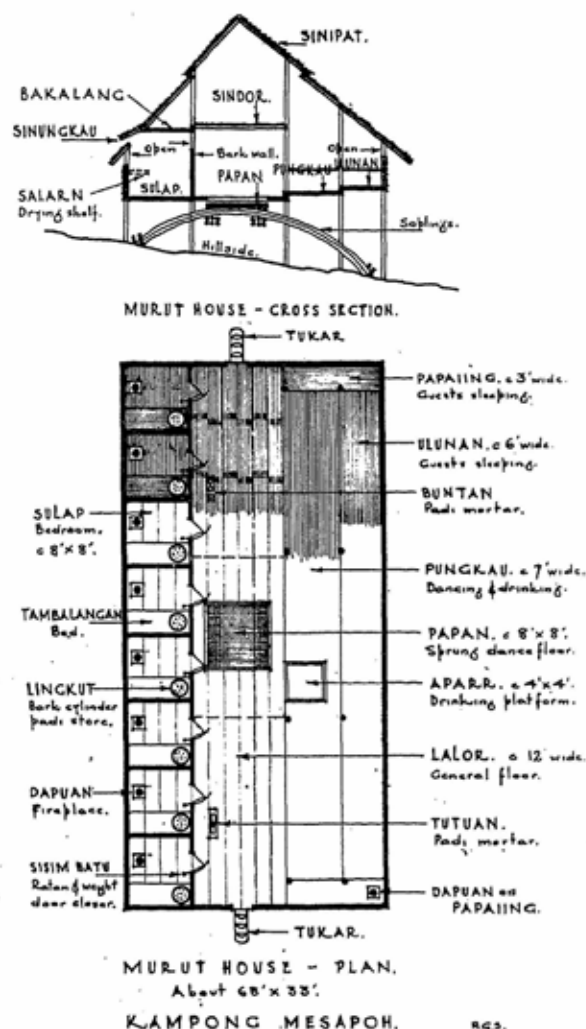 SINIPAT.
BAKALANG
SINDOR.
SINUNGKAU
Open
Bark wall.
Open
PUNGKAU
ULUNAN.
PAPAN
SALARN
Drying shelf.
SULAP.
Saplings.
Hillside.
MURUT HOUSE - CROSS SECTION.
TUKAR
PAPAIING. c 3' wide.
Guests sleeping.
ULUNAN. c 6' wide.
Guests sleeping.
BUNTAN
Padi mortar.
SULAP
Bedroom.
c 8' x 8'.
PUNGKAU. c 7' wide.
Dancing & drinking.
TAMBALANGAN
Bed.
PAPAN. c 8' x 8'.
Sprung dance floor.
LINGKUT
Bark cylinder
padi store.
APARR. c 4' x 4'.
Drinking platform.
LALOR. c 12' wide.
General floor.
DAPUAN
Fireplace.
TUTUAN.
Padi mortar.
SISIM BATU
Ratan & weight
door closer.
DAPUAN on
PAPAIING.
TUKAR.
MURUT HOUSE - PLAN.
About 68' x 33'.
KAMPONG MESAPOH.